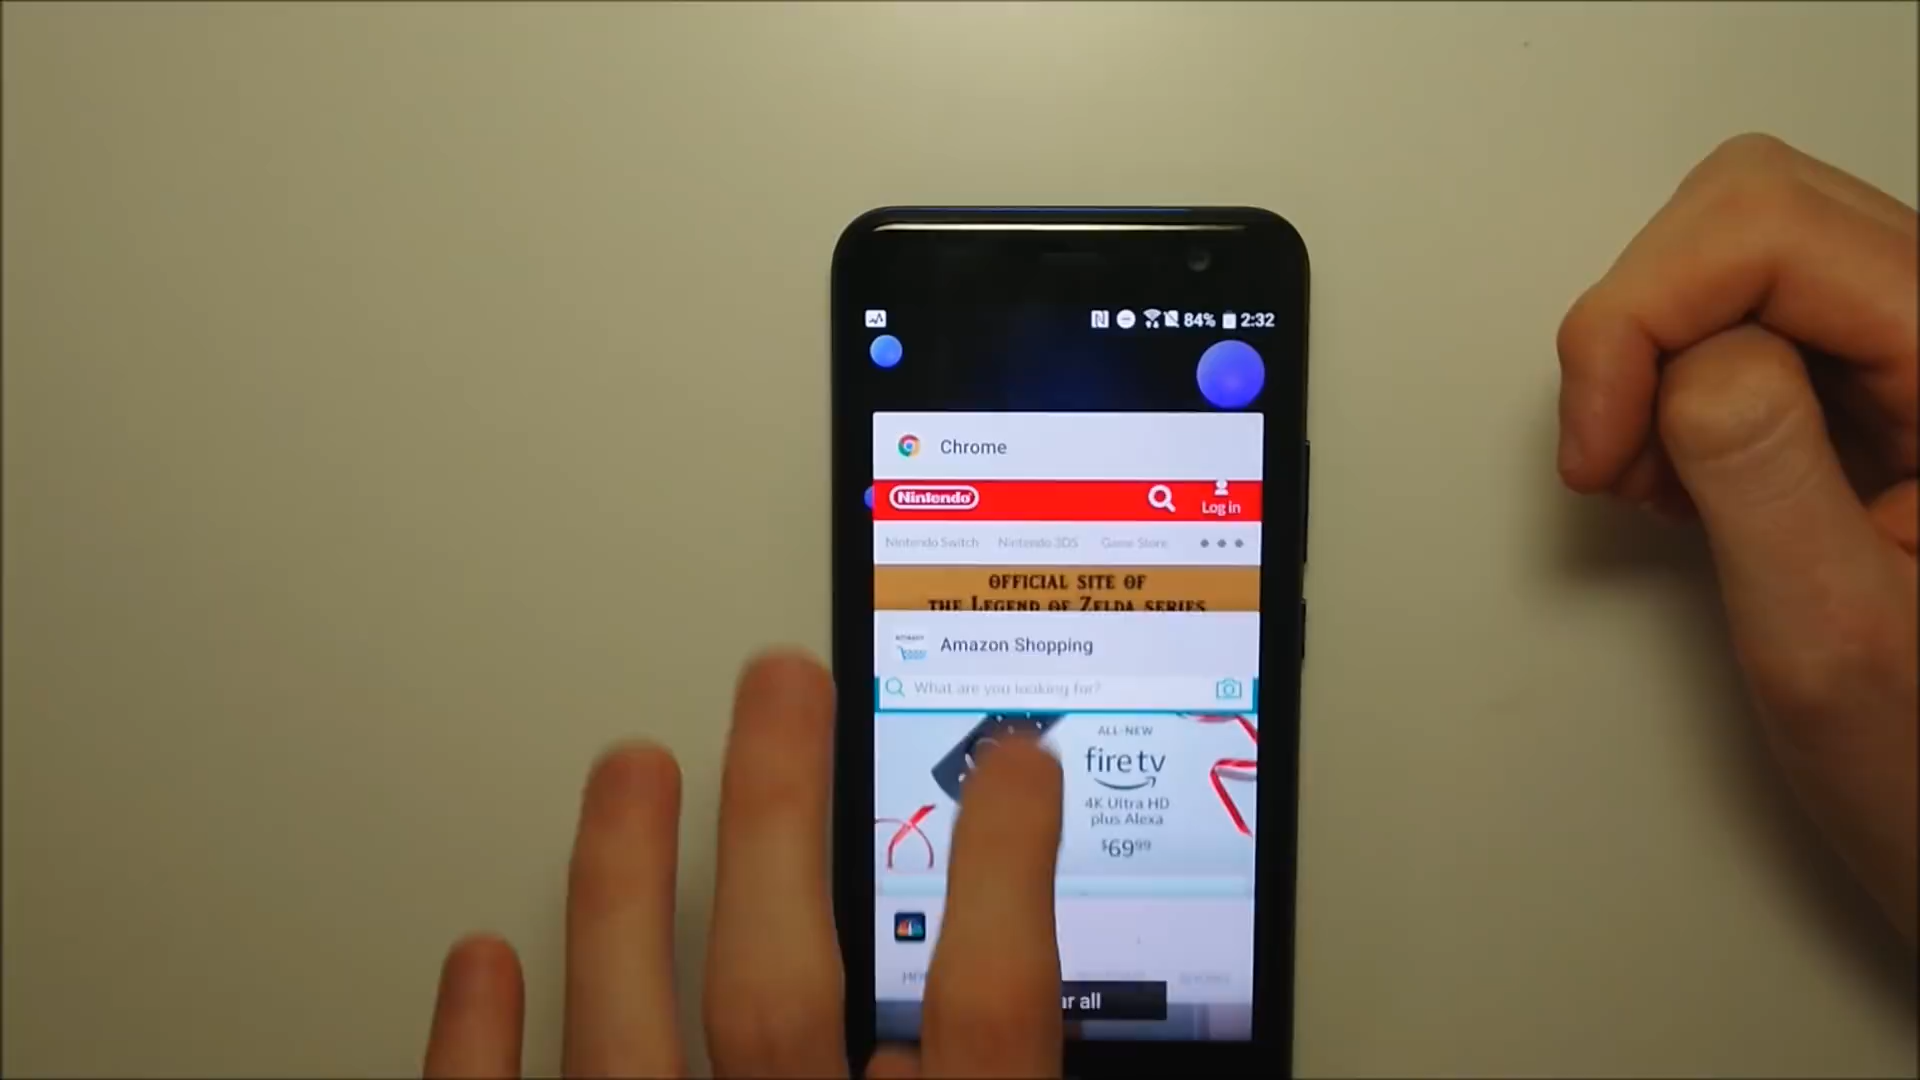 84% 2:32
Chrome
Nintendo
Log in
Nintendo Switch Nintendo 3DS Game Store
OFFICIAL SITE OF
THE LEGEND OF ZELDA SERIES
Amazon Shopping
What are you looking for?
ALL-NEW
fire tv
4K Ultra HD
plus Alexa
$6999
all